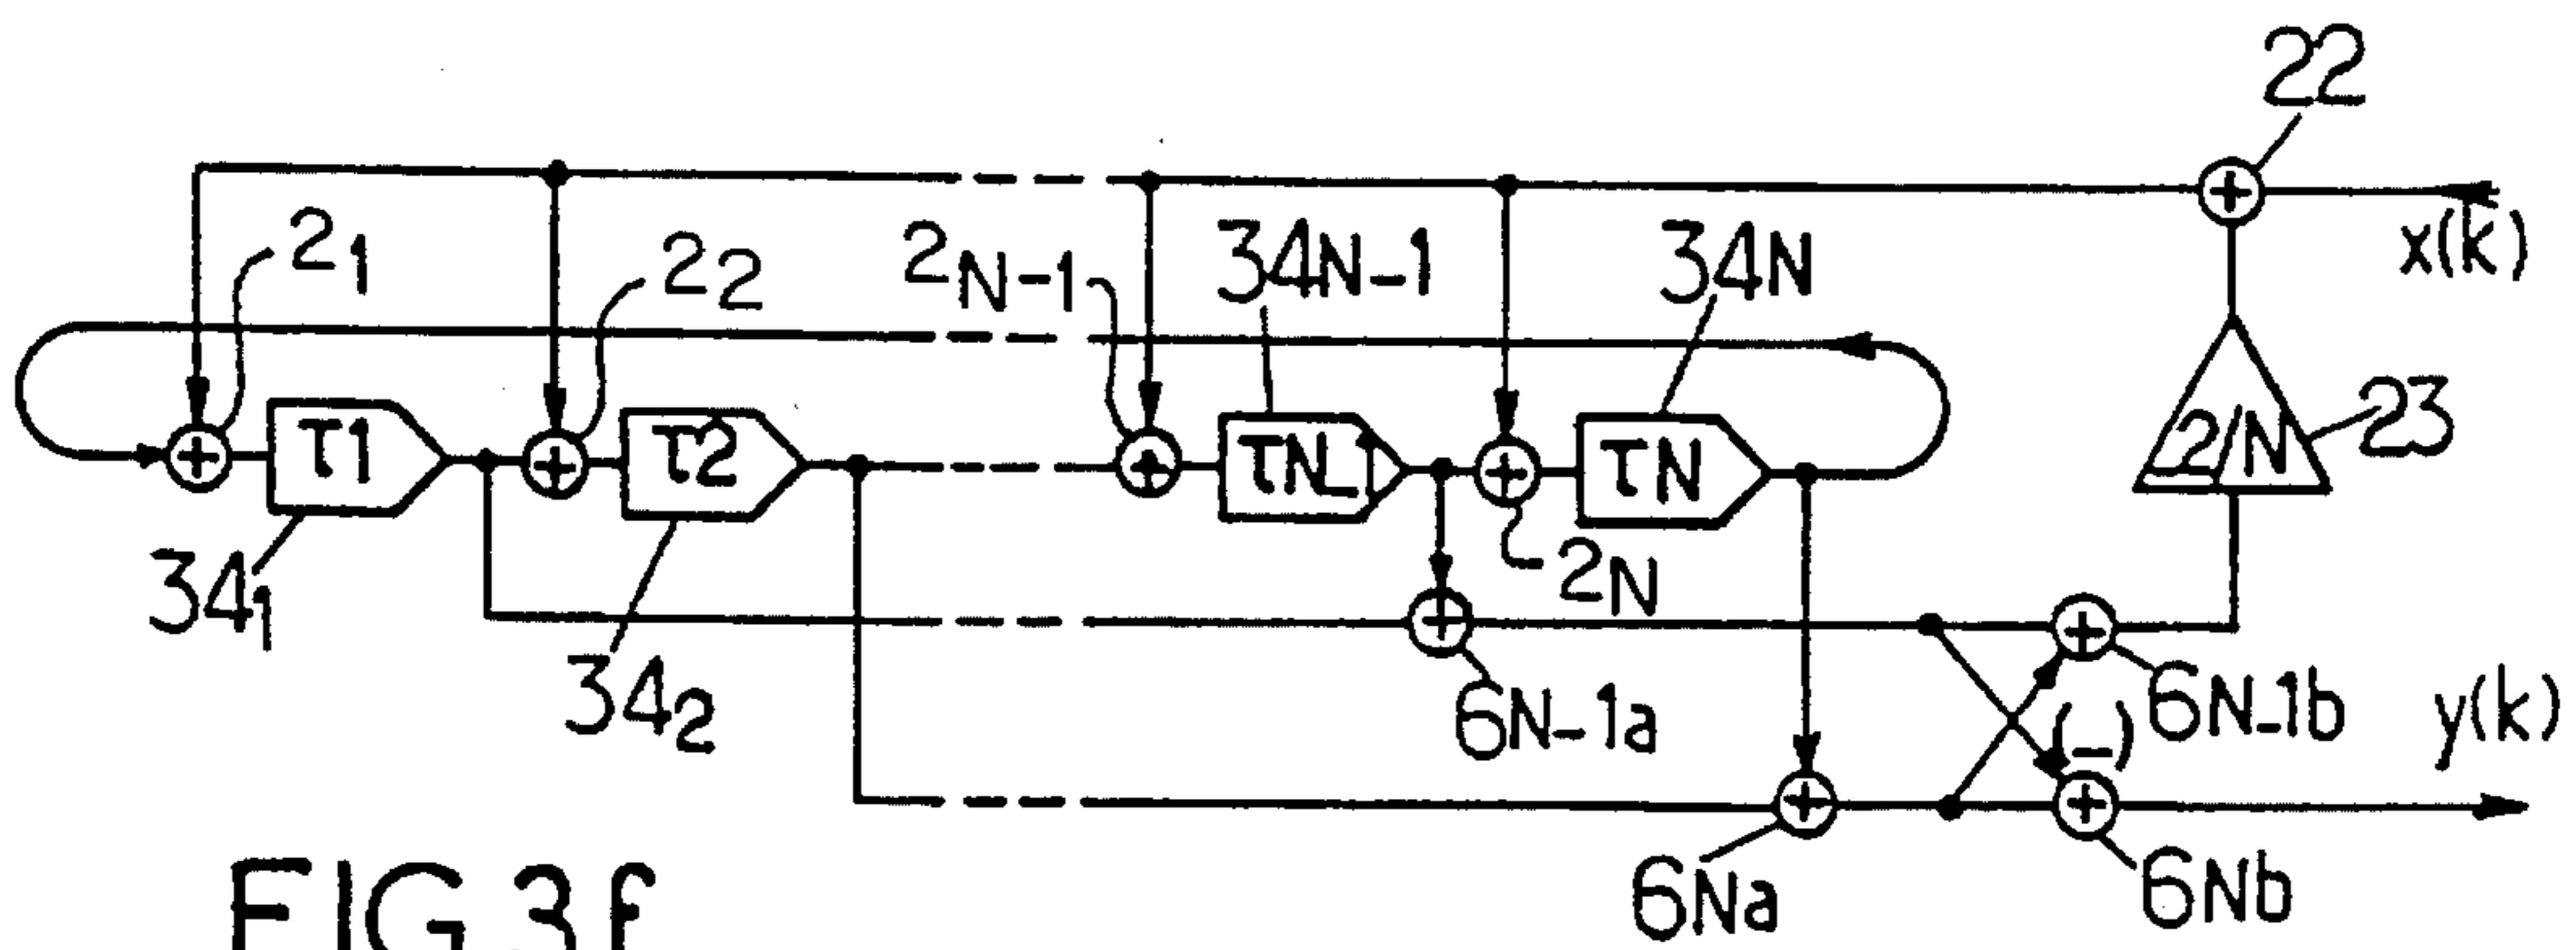 22
x(k)
2₁
2₂
2N-1
34N-1
34N
τ1
τ2
τN-1
τN
2/N
23
34₁
34₂
2N
6N-1a
6N-1b
(-)
y(k)
6Na
6Nb
FIG.3f